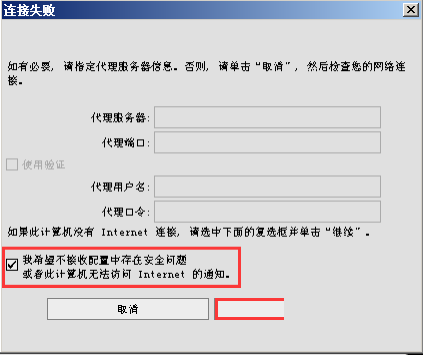 连接失败
如有必要, 请指定代理服务器信息。否则, 请单击“取消”, 然后检查您的网络连
接。
代理服务器:
代理端口:
使用验证
代理用户名:
代理口令:
如果此计算机没有 Internet 连接, 请选中下面的复选框并单击“继续”。
我希望不接收配置中存在安全问题
或者此计算机无法访问 Internet 的通知。
取消